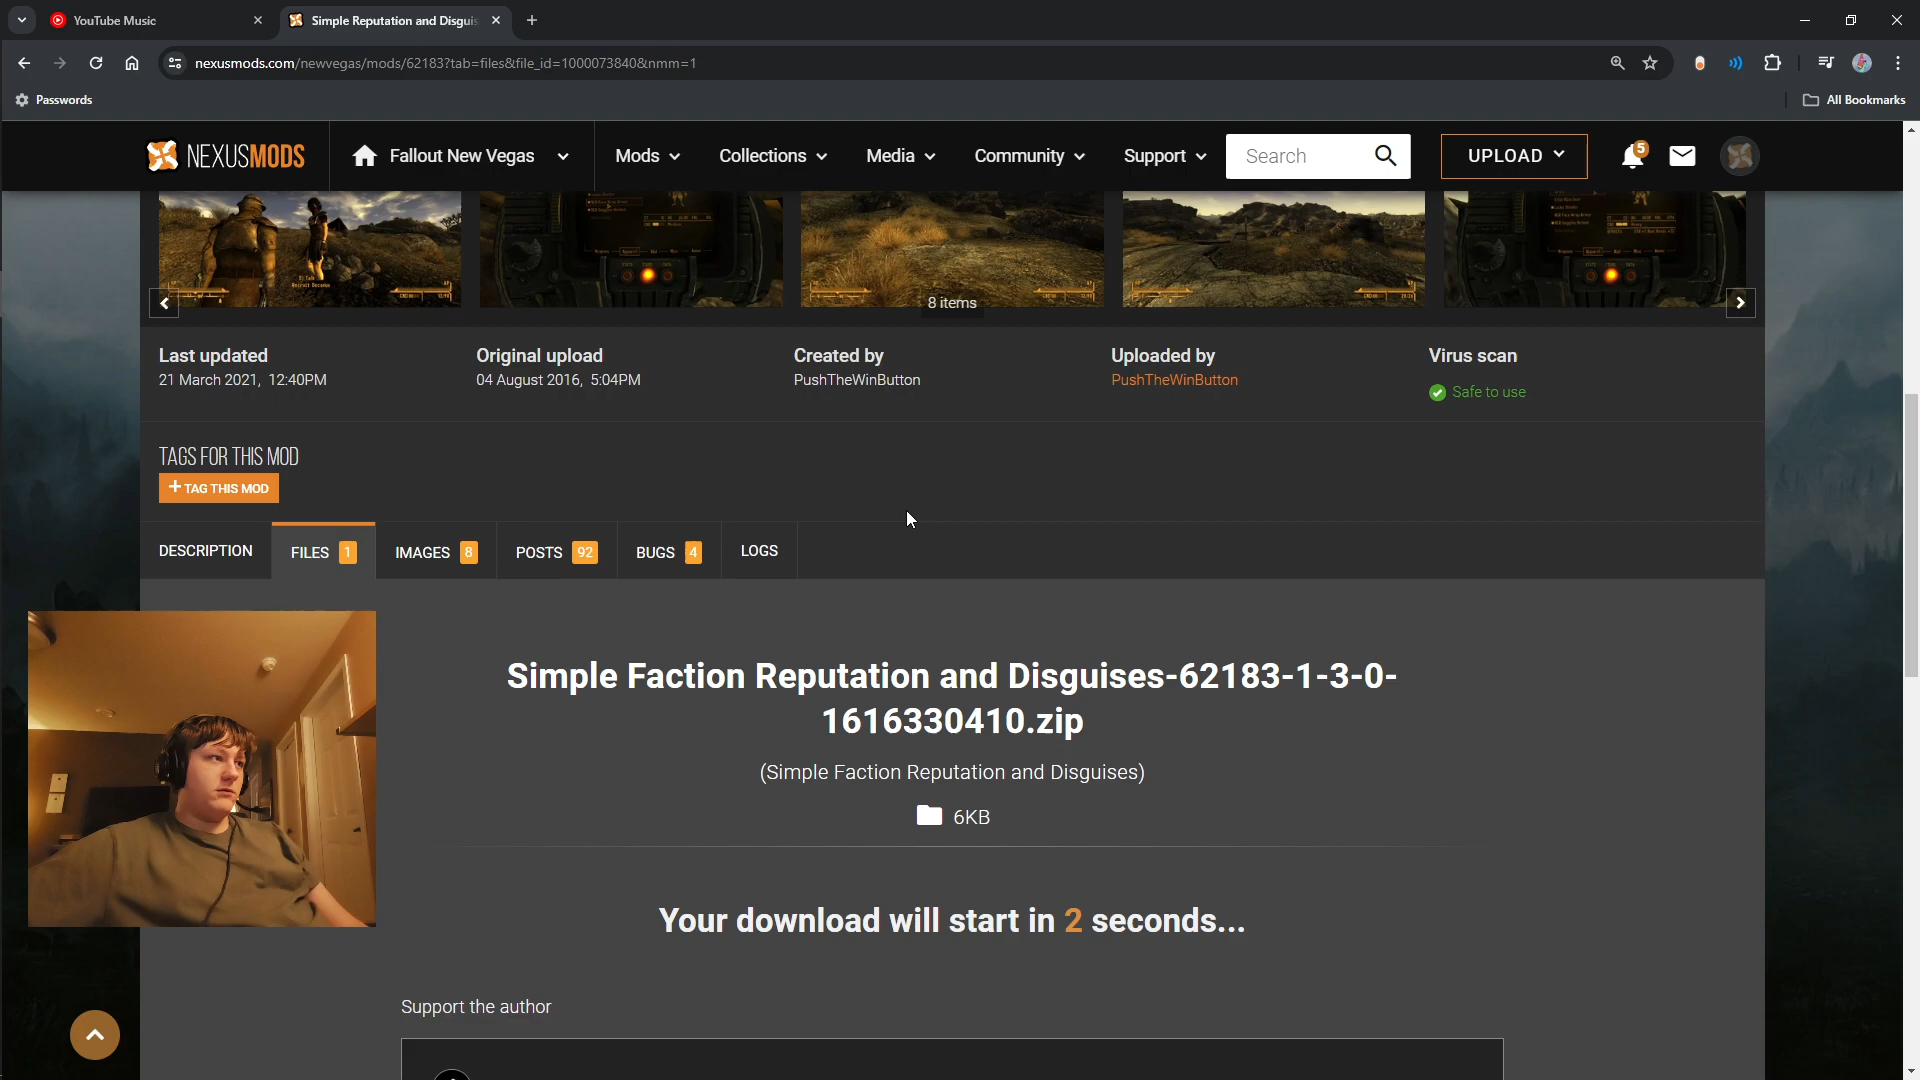 YouTube Music
Simple Reputation and Disguis
nexusmods.com/newvegas/mods/62183?tab=files&file_id=1000073840&nmm=1
Passwords
All Bookmarks
NEXUSMODS
Fallout New Vegas
Mods
Collections
Media
Community
Support
Search
UPLOAD
5
8 items
Last updated
21 March 2021, 12:40PM
Original upload
04 August 2016, 5:04PM
Created by
PushTheWinButton
Uploaded by
PushTheWinButton
Virus scan
Safe to use
TAGS FOR THIS MOD
+ TAG THIS MOD
DESCRIPTION
FILES 1
IMAGES 8
POSTS 92
BUGS 4
LOGS
Simple Faction Reputation and Disguises-62183-1-3-0-
1616330410.zip
(Simple Faction Reputation and Disguises)
6KB
Your download will start in 2 seconds...
Support the author